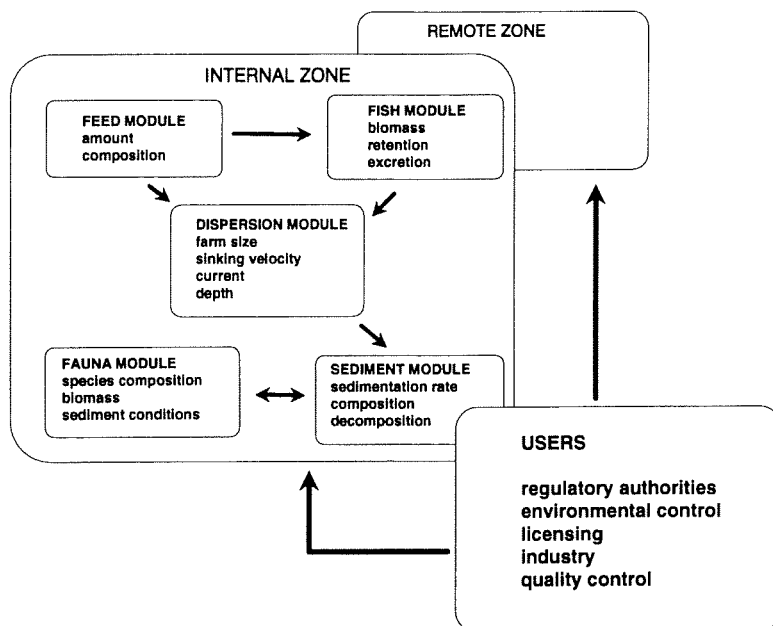 REMOTE ZONE
INTERNAL ZONE
FEED MODULE
amount
composition
FISH MODULE
biomass
retention
excretion
DISPERSION MODULE
farm size
sinking velocity
current
depth
FAUNA MODULE
species composition
biomass
sediment conditions
SEDIMENT MODULE
sedimentation rate
composition
decomposition
USERS
regulatory authorities
environmental control
licensing
industry
quality control